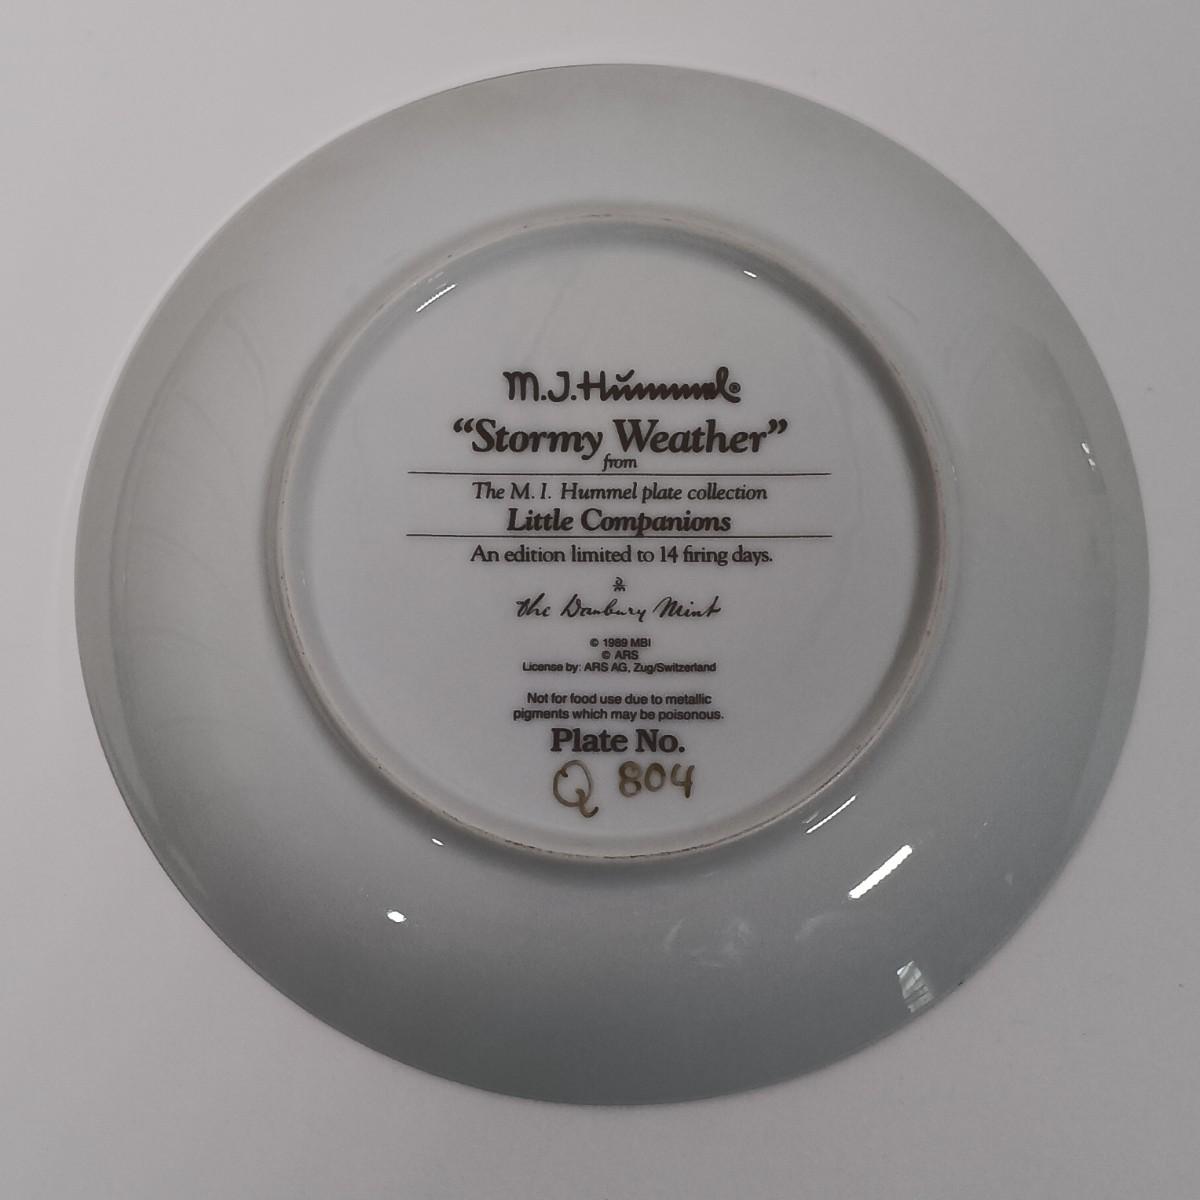 M.J.Hummel®
“Stormy Weather”
from
The M. I. Hummel plate collection
Little Companions
An edition limited to 14 firing days.
DM
The Danbury Mint
© 1989 MBI
© ARS
License by: ARS AG, Zug/Switzerland
Not for food use due to metallic
pigments which may be poisonous.
Plate No.
Q 804